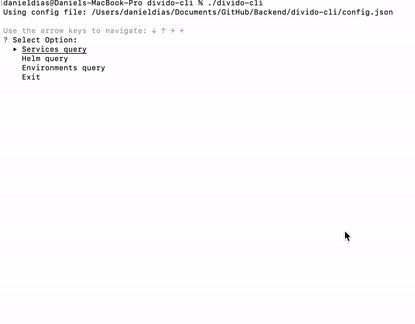 danieldias@Daniels-MacBook-Pro divido-cli % ./divido-cli
Using config file: /Users/danieldias/Documents/GitHub/Backend/divido-cli/config.json
Use the arrow keys to navigate: ↓ ↑ → ←
? Select Option:
▸ Services query
Helm query
Environments query
Exit